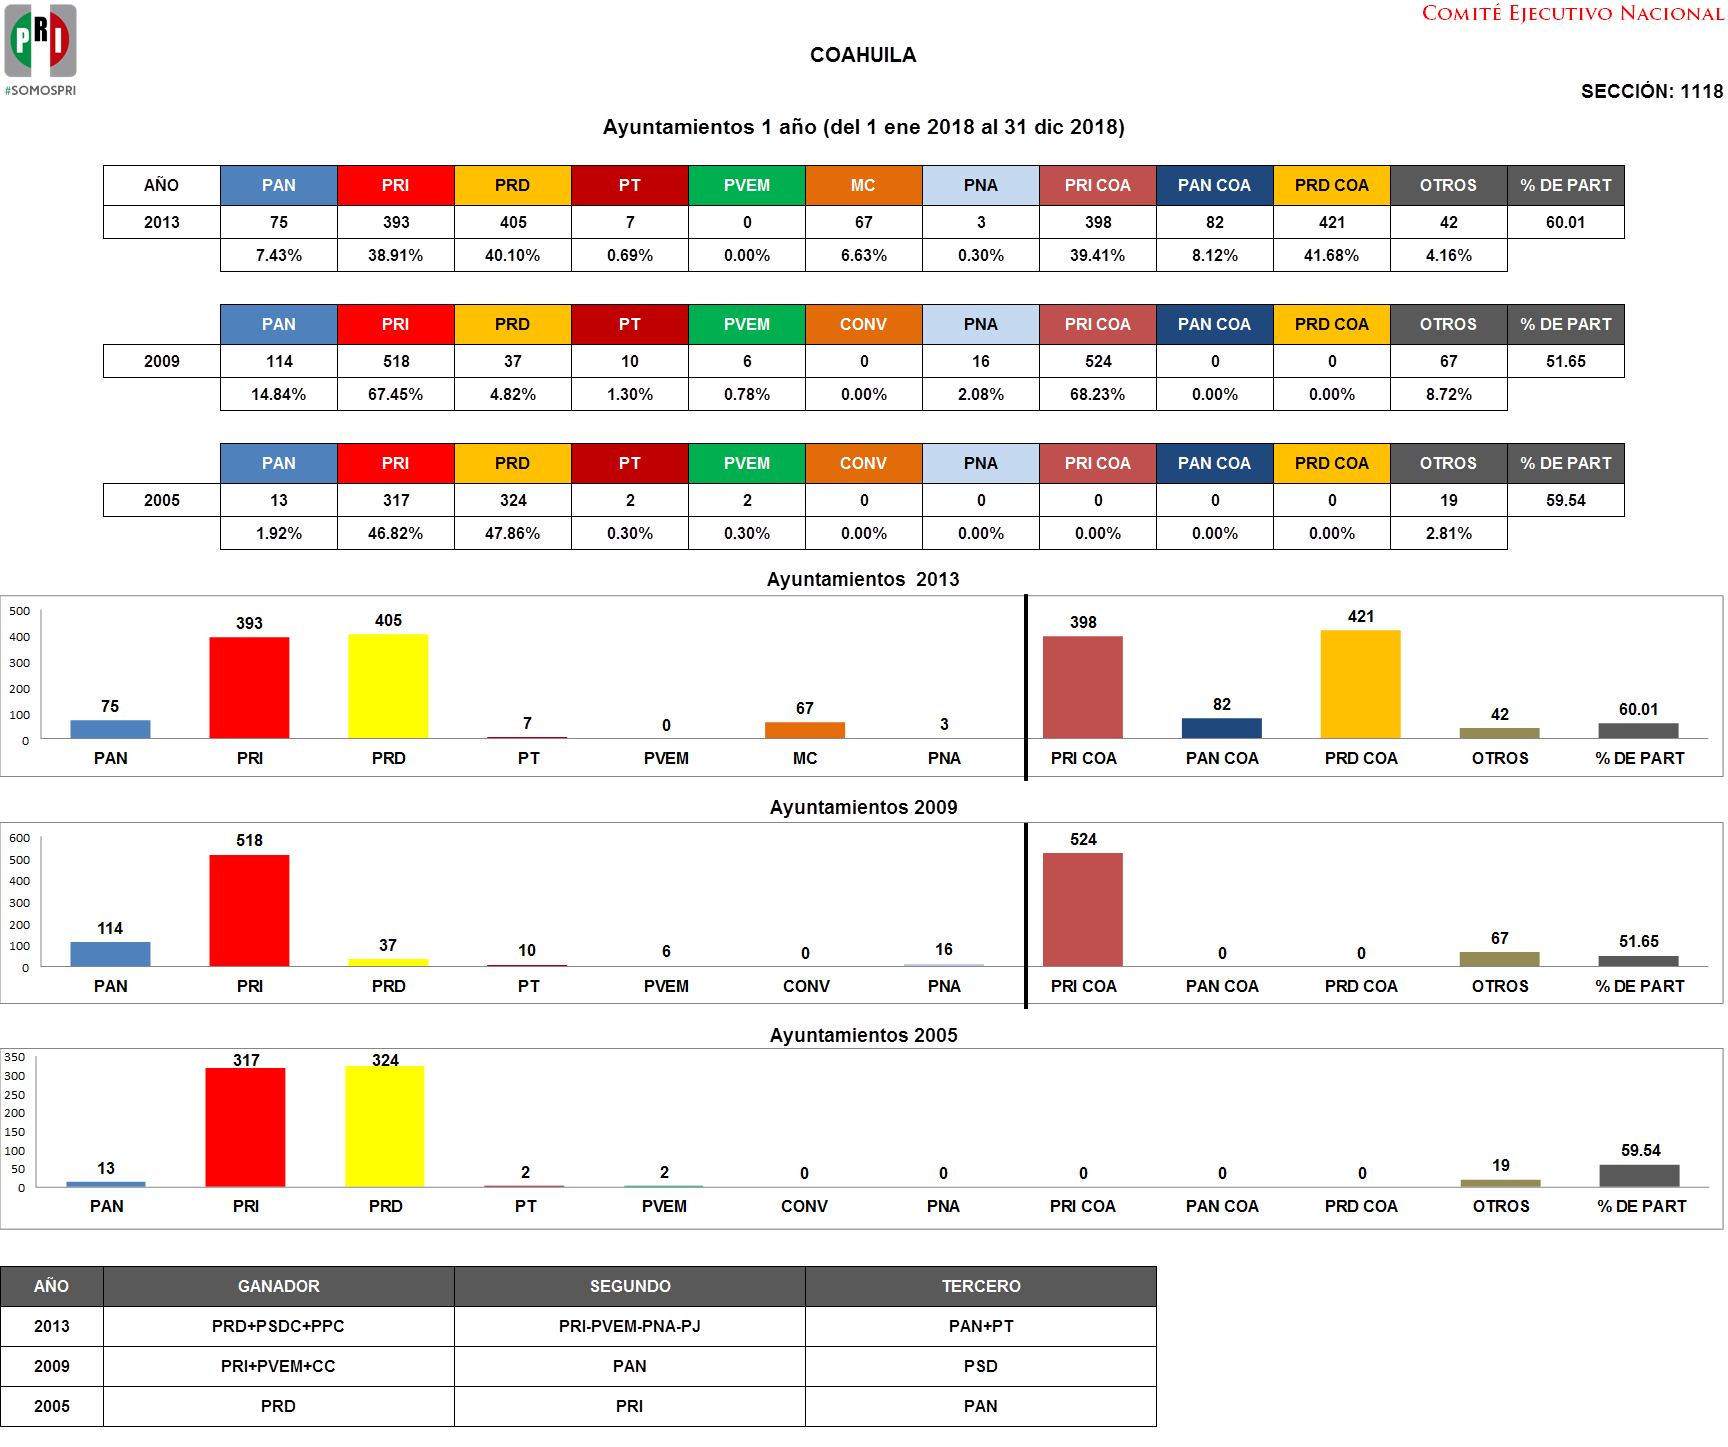 PRI
#SOMOSPRI
COMITÉ EJECUTIVO NACIONAL
COAHUILA
SECCIÓN: 1118
Ayuntamientos 1 año (del 1 ene 2018 al 31 dic 2018)
AÑO PAN PRI PRD PT PVEM MC PNA PRI COA PAN COA PRD COA OTROS % DE PART
2013 75 393 405 7 0 67 3 398 82 421 42 60.01
7.43% 38.91% 40.10% 0.69% 0.00% 6.63% 0.30% 39.41% 8.12% 41.68% 4.16%
PAN PRI PRD PT PVEM CONV PNA PRI COA PAN COA PRD COA OTROS % DE PART
2009 114 518 37 10 6 0 16 524 0 0 67 51.65
14.84% 67.45% 4.82% 1.30% 0.78% 0.00% 2.08% 68.23% 0.00% 0.00% 8.72%
PAN PRI PRD PT PVEM CONV PNA PRI COA PAN COA PRD COA OTROS % DE PART
2005 13 317 324 2 2 0 0 0 0 0 19 59.54
1.92% 46.82% 47.86% 0.30% 0.30% 0.00% 0.00% 0.00% 0.00% 0.00% 2.81%
Ayuntamientos 2013
500
400
300
200
100
0
75 393 405 7 0 67 3 398 82 421 42 60.01
PAN PRI PRD PT PVEM MC PNA PRI COA PAN COA PRD COA OTROS % DE PART
Ayuntamientos 2009
600
500
400
300
200
100
0
114 518 37 10 6 0 16 524 0 0 67 51.65
PAN PRI PRD PT PVEM CONV PNA PRI COA PAN COA PRD COA OTROS % DE PART
Ayuntamientos 2005
350
300
250
200
150
100
50
0
13 317 324 2 2 0 0 0 0 0 19 59.54
PAN PRI PRD PT PVEM CONV PNA PRI COA PAN COA PRD COA OTROS % DE PART
AÑO GANADOR SEGUNDO TERCERO
2013 PRD+PSDC+PPC PRI-PVEM-PNA-PJ PAN+PT
2009 PRI+PVEM+CC PAN PSD
2005 PRD PRI PAN